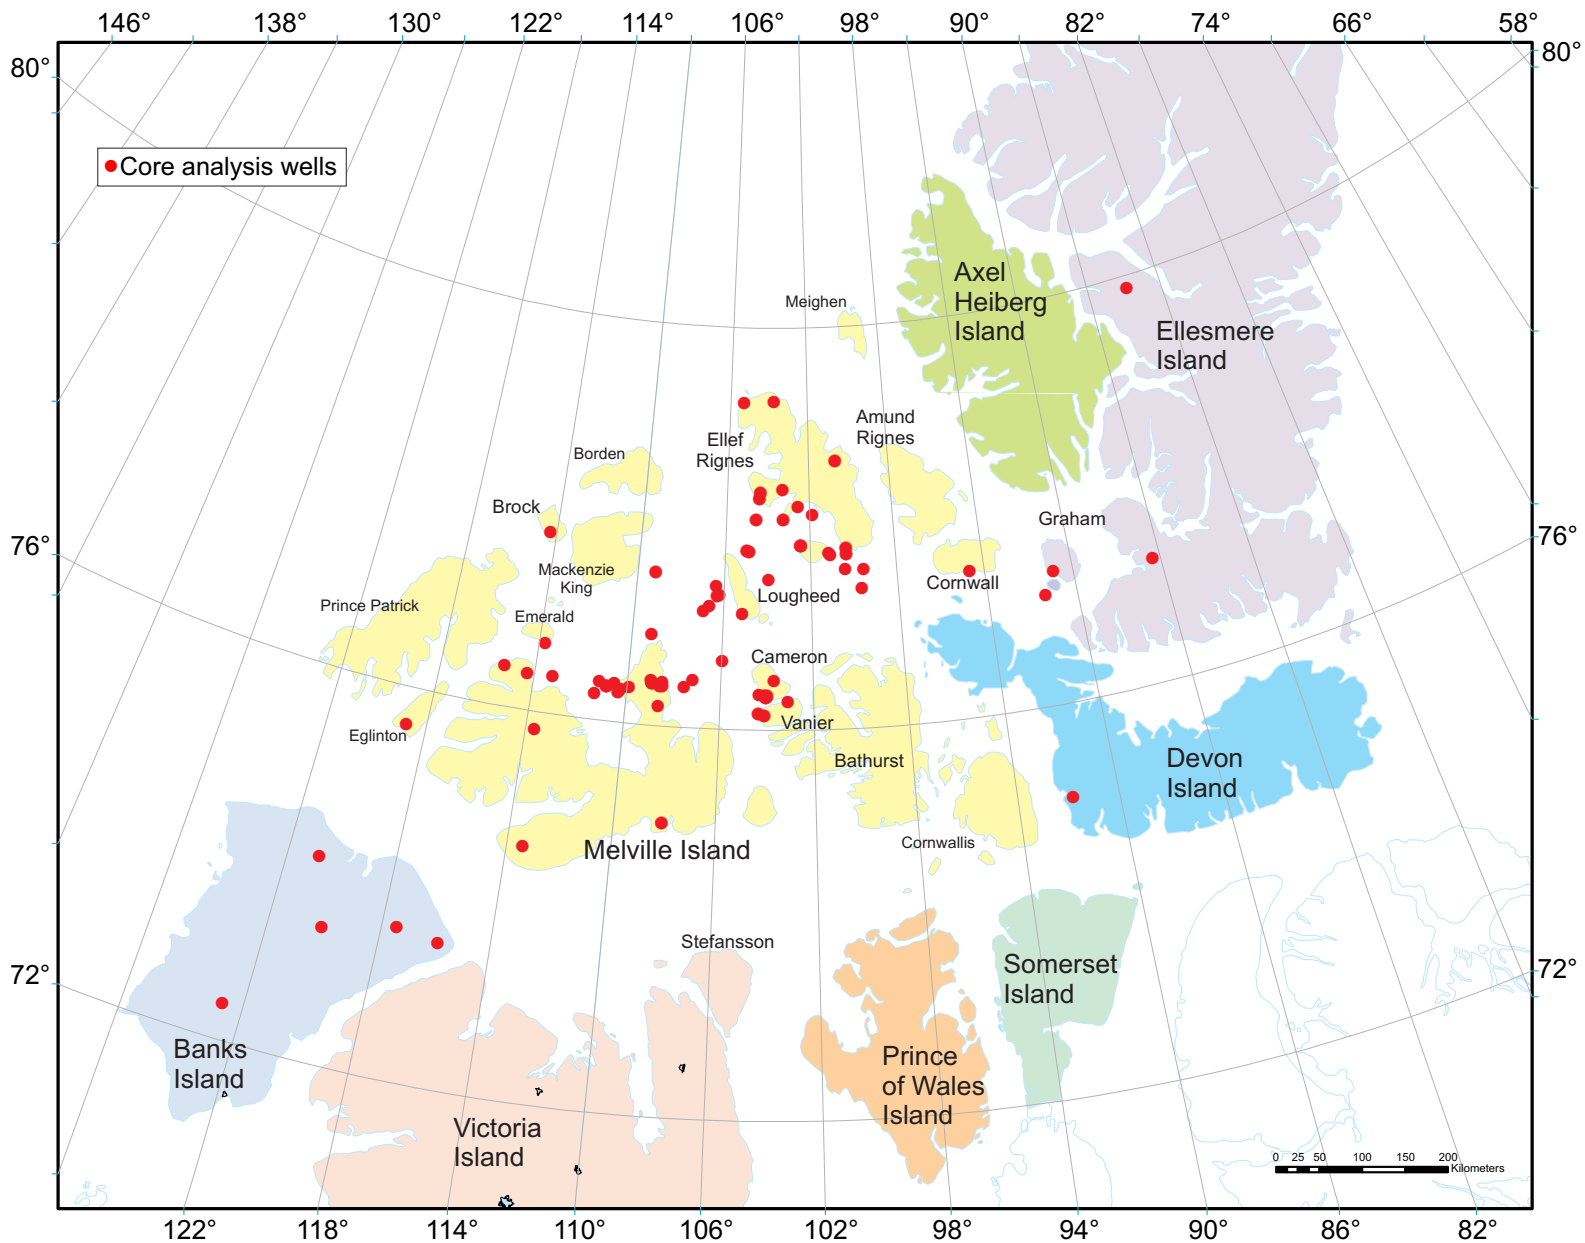 146° 138° 130° 122° 114° 106° 98° 90° 82° 74° 66° 58°
80° 80°
Core analysis wells
Axel
Heiberg
Island
Meighen
Ellesmere
Island
Amund
Rignes
Ellef
Rignes
Borden
Brock
Graham
76° 76°
Mackenzie
King
Cornwall
Lougheed
Prince Patrick
Emerald
Cameron
Vanier
Eglinton
Bathurst
Devon
Island
Cornwallis
Melville Island
Stefansson
Somerset
Island
72° 72°
Banks
Island
Prince
of Wales
Island
Victoria
Island
0 25 50 100 150 200
Kilometers
122° 118° 114° 110° 106° 102° 98° 94° 90° 86° 82°